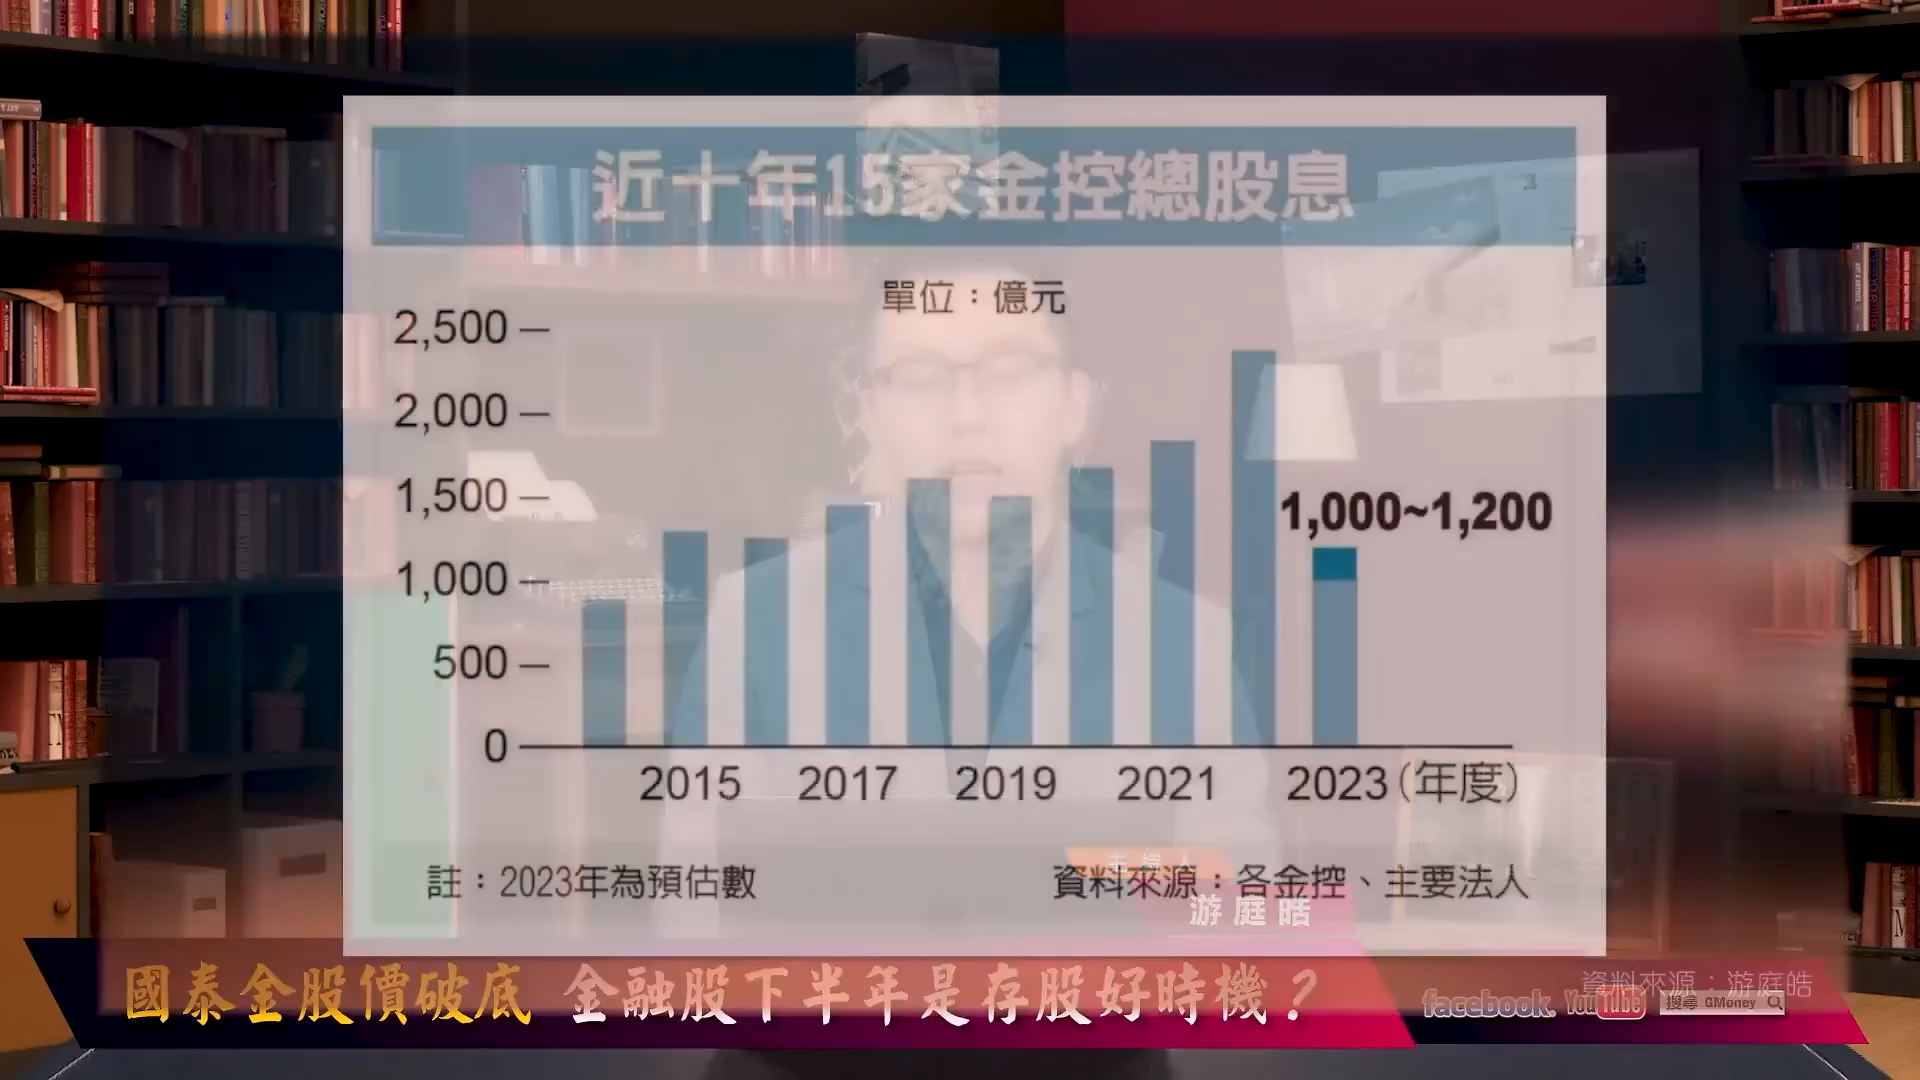 近十年15家金控總股息
單位：億元
2,500
2,000
1,500
1,000
500
0
1,000~1,200
2015 2017 2019 2021 2023（年度）
註：2023年為預估數
資料來源：各金控、主要法人
主持人
游庭皓
國泰金股價破底 金融股下半年是存股好時機？
資料來源：游庭皓
facebook. YouTube 搜尋 GMoney